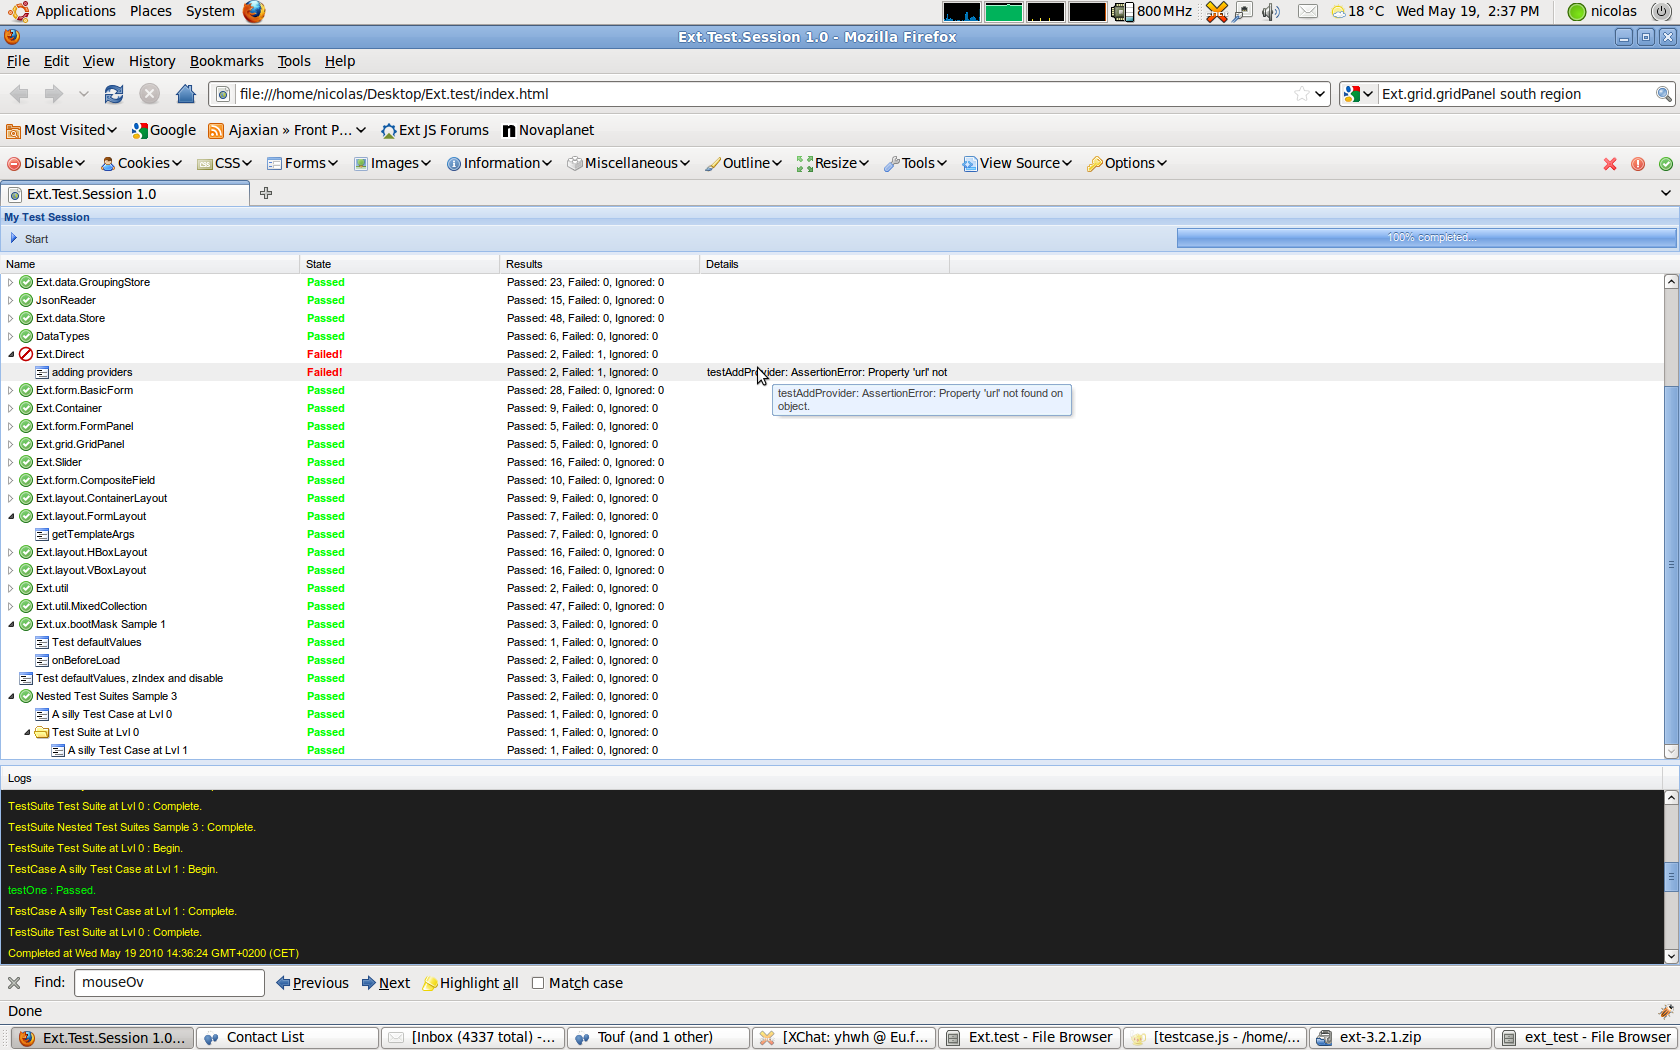 Applications Places System 800 MHz 18 °C Wed May 19, 2:37 PM nicolas
Ext.Test.Session 1.0 - Mozilla Firefox
File Edit View History Bookmarks Tools Help
file:///home/nicolas/Desktop/Ext.test/index.html Ext.grid.gridPanel south region
Most Visited Google Ajaxian » Front P... Ext JS Forums n Novaplanet
Disable Cookies CSS Forms Images Information Miscellaneous Outline Resize Tools View Source Options
Ext.Test.Session 1.0
My Test Session
Start 100% completed...
Name State Results Details
Ext.data.GroupingStore Passed Passed: 23, Failed: 0, Ignored: 0
JsonReader Passed Passed: 15, Failed: 0, Ignored: 0
Ext.data.Store Passed Passed: 48, Failed: 0, Ignored: 0
DataTypes Passed Passed: 6, Failed: 0, Ignored: 0
Ext.Direct Failed! Passed: 2, Failed: 1, Ignored: 0
adding providers Failed! Passed: 2, Failed: 1, Ignored: 0 testAddProvider: AssertionError: Property 'url' not
Ext.form.BasicForm Passed Passed: 28, Failed: 0, Ignored: 0
testAddProvider: AssertionError: Property 'url' not found on
object.
Ext.Container Passed Passed: 9, Failed: 0, Ignored: 0
Ext.form.FormPanel Passed Passed: 5, Failed: 0, Ignored: 0
Ext.grid.GridPanel Passed Passed: 5, Failed: 0, Ignored: 0
Ext.Slider Passed Passed: 16, Failed: 0, Ignored: 0
Ext.form.CompositeField Passed Passed: 10, Failed: 0, Ignored: 0
Ext.layout.ContainerLayout Passed Passed: 9, Failed: 0, Ignored: 0
Ext.layout.FormLayout Passed Passed: 7, Failed: 0, Ignored: 0
getTemplateArgs Passed Passed: 7, Failed: 0, Ignored: 0
Ext.layout.HBoxLayout Passed Passed: 16, Failed: 0, Ignored: 0
Ext.layout.VBoxLayout Passed Passed: 16, Failed: 0, Ignored: 0
Ext.util Passed Passed: 2, Failed: 0, Ignored: 0
Ext.util.MixedCollection Passed Passed: 47, Failed: 0, Ignored: 0
Ext.ux.bootMask Sample 1 Passed Passed: 3, Failed: 0, Ignored: 0
Test defaultValues Passed Passed: 1, Failed: 0, Ignored: 0
onBeforeLoad Passed Passed: 2, Failed: 0, Ignored: 0
Test defaultValues, zIndex and disable Passed Passed: 3, Failed: 0, Ignored: 0
Nested Test Suites Sample 3 Passed Passed: 2, Failed: 0, Ignored: 0
A silly Test Case at Lvl 0 Passed Passed: 1, Failed: 0, Ignored: 0
Test Suite at Lvl 0 Passed Passed: 1, Failed: 0, Ignored: 0
A silly Test Case at Lvl 1 Passed Passed: 1, Failed: 0, Ignored: 0
Logs
TestSuite Test Suite at Lvl 0 : Complete.
TestSuite Nested Test Suites Sample 3 : Complete.
TestSuite Test Suite at Lvl 0 : Begin.
TestCase A silly Test Case at Lvl 1 : Begin.
testOne : Passed.
TestCase A silly Test Case at Lvl 1 : Complete.
TestSuite Test Suite at Lvl 0 : Complete.
Completed at Wed May 19 2010 14:36:24 GMT+0200 (CET)
Find: mouseOv Previous Next Highlight all Match case
Done
Ext.Test.Session 1.0... Contact List [Inbox (4337 total) -... Touf (and 1 other) [XChat: yhwh @ Eu.f... Ext.test - File Browser [testcase.js - /home/... ext-3.2.1.zip ext_test - File Browser